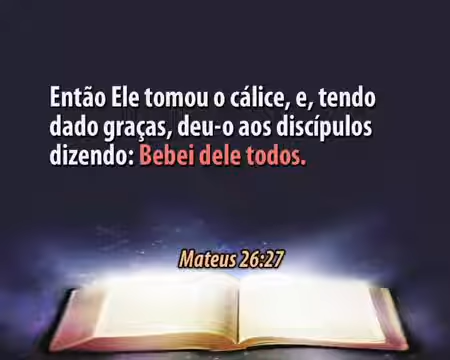 Então Ele tomou o cálice, e, tendo
dado graças, deu-o aos discípulos
dizendo: Bebei dele todos.
Mateus 26:27